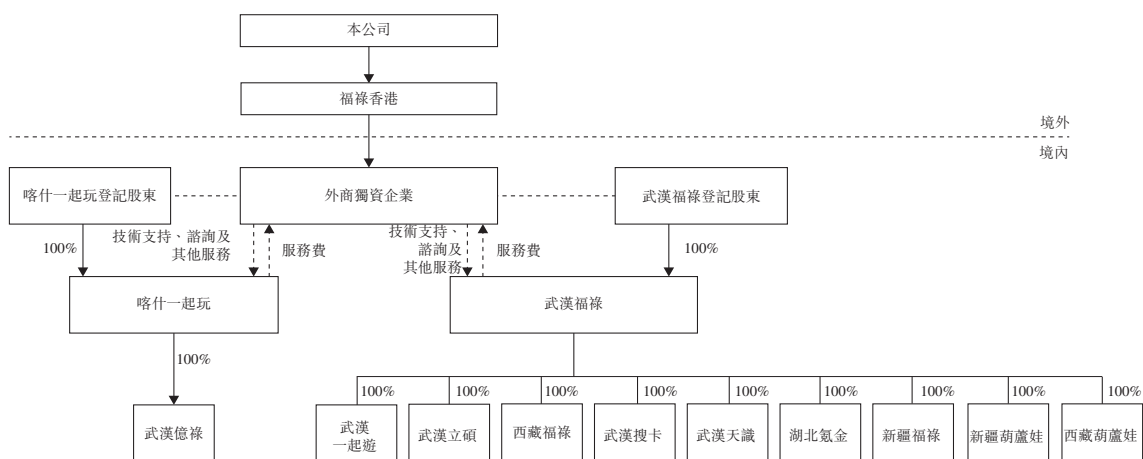 本公司
福祿香港
境外
境內
喀什一起玩登記股東
外商獨資企業
武漢福祿登記股東
100%
技術支持、諮詢及
其他服務
服務費
技術支持、
諮詢及
其他服務
服務費
100%
喀什一起玩
武漢福祿
100%
100%
100%
100%
100%
100%
100%
100%
100%
100%
武漢億祿
武漢
一起遊
武漢立碩
西藏福祿
武漢搜卡
武漢天識
湖北氪金
新疆福祿
新疆葫蘆娃
西藏葫蘆娃